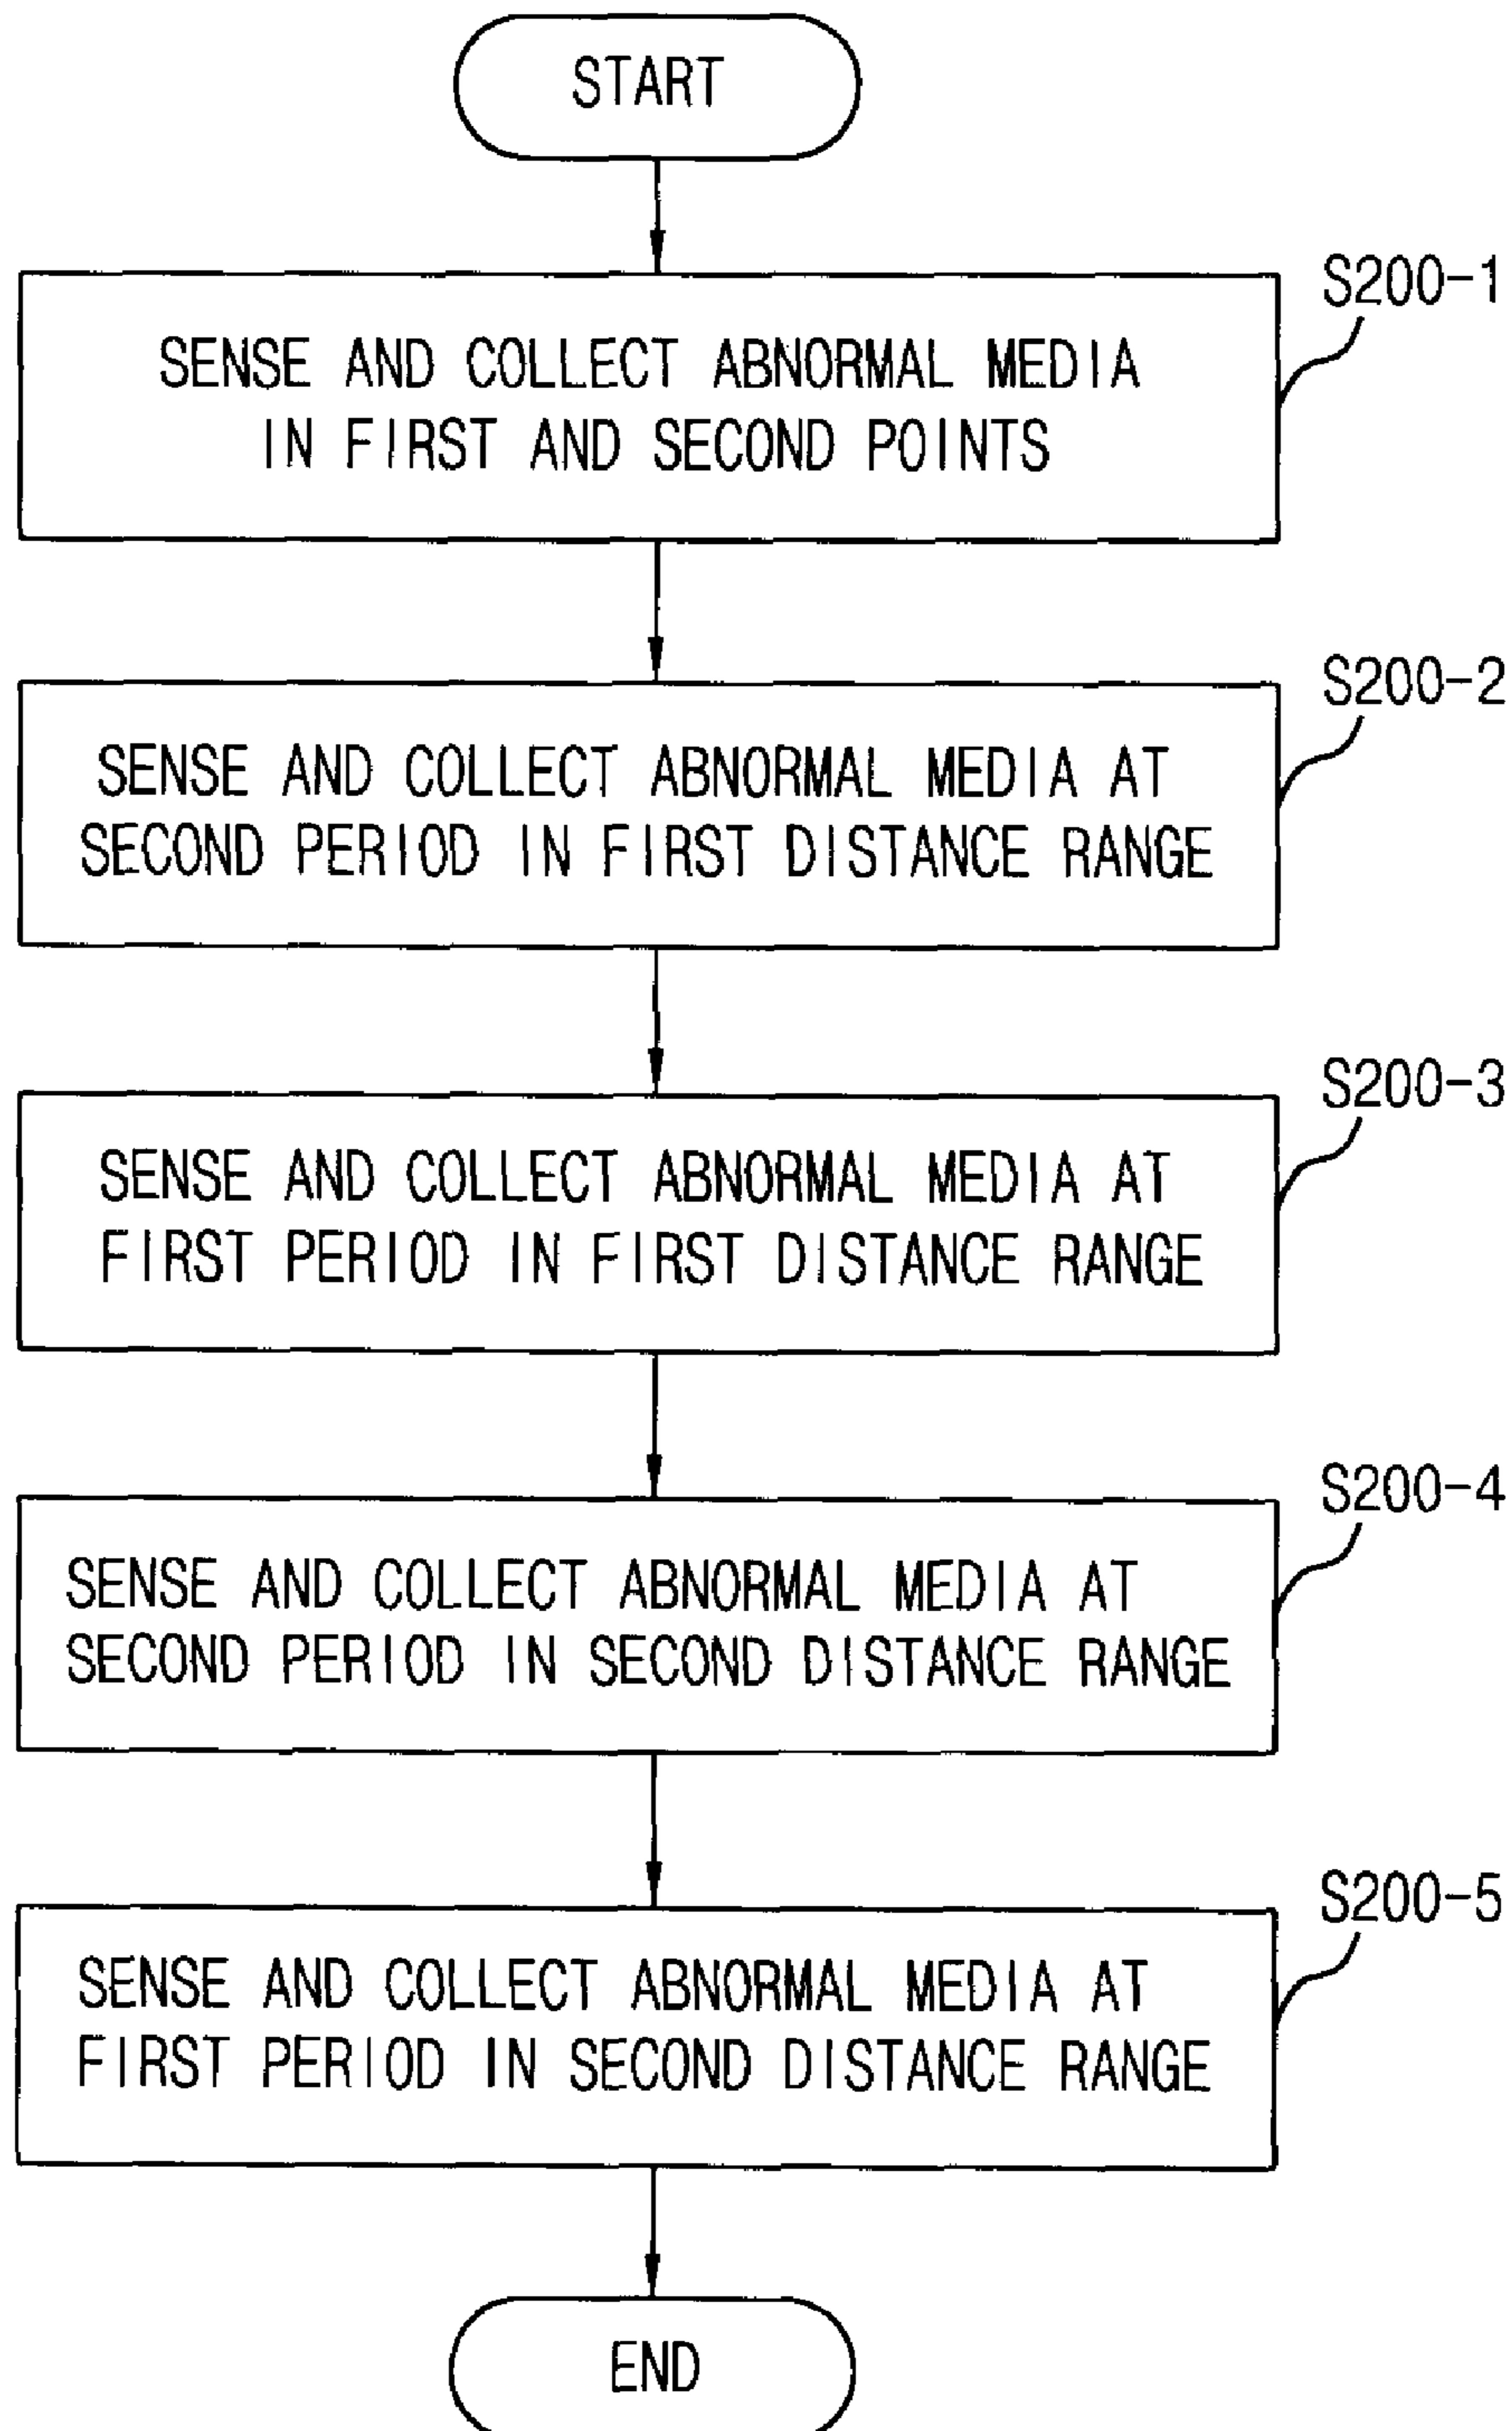 START
S200-1
SENSE AND COLLECT ABNORMAL MEDIA
IN FIRST AND SECOND POINTS
S200-2
SENSE AND COLLECT ABNORMAL MEDIA AT
SECOND PERIOD IN FIRST DISTANCE RANGE
S200-3
SENSE AND COLLECT ABNORMAL MEDIA AT
FIRST PERIOD IN FIRST DISTANCE RANGE
S200-4
SENSE AND COLLECT ABNORMAL MEDIA AT
SECOND PERIOD IN SECOND DISTANCE RANGE
S200-5
SENSE AND COLLECT ABNORMAL MEDIA AT
FIRST PERIOD IN SECOND DISTANCE RANGE
END